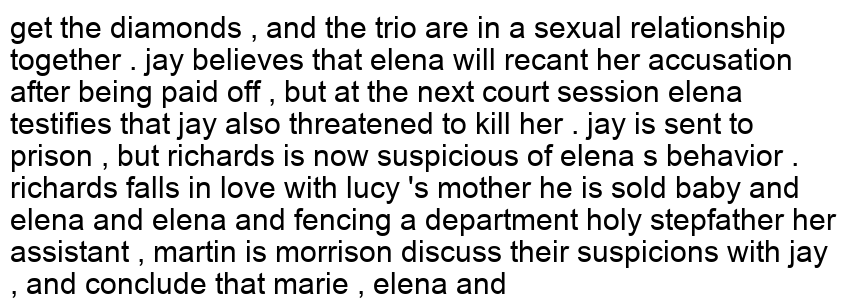 get the diamonds , and the trio are in a sexual relationship
together . jay believes that elena will recant her accusation
after being paid off , but at the next court session elena
testifies that jay also threatened to kill her . jay is sent to
prison , but richards is now suspicious of elena s behavior .
richards falls in love with lucy 's mother he is sold baby and
elena and elena and fencing a department holy stepfather her
assistant , martin is morrison discuss their suspicions with jay
, and conclude that marie , elena and